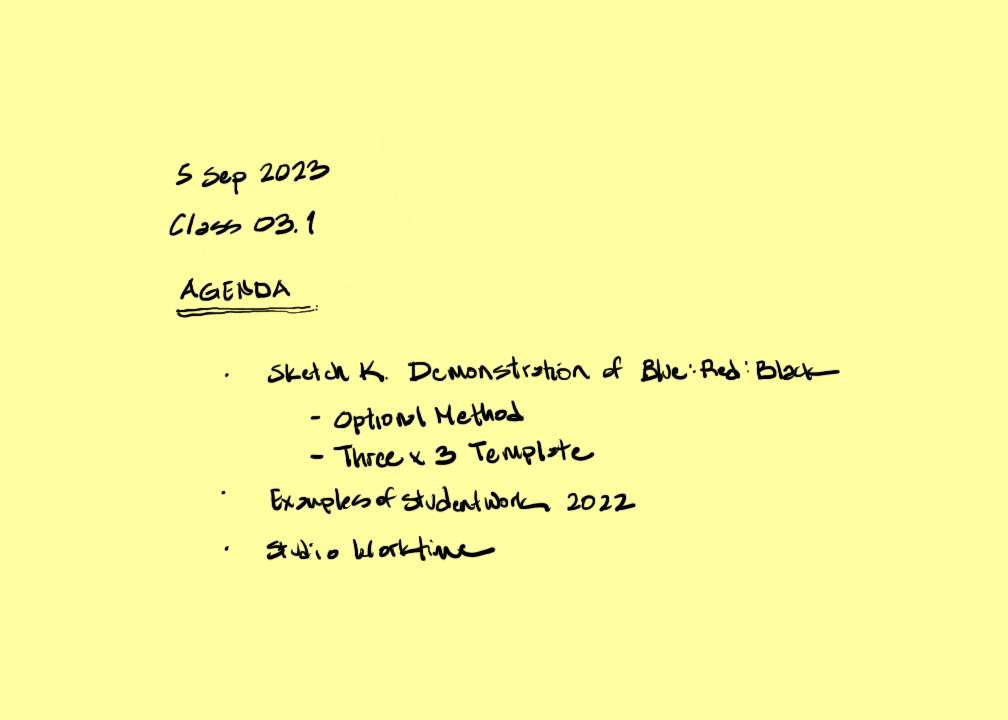 5 Sep 2023
Class 03.1
AGENDA
· Sketch K. Demonstration of Blue:Red:Black
- Optional Method
- Three x 3 Template
· Examples of Student Work 2022
· Studio Worktime